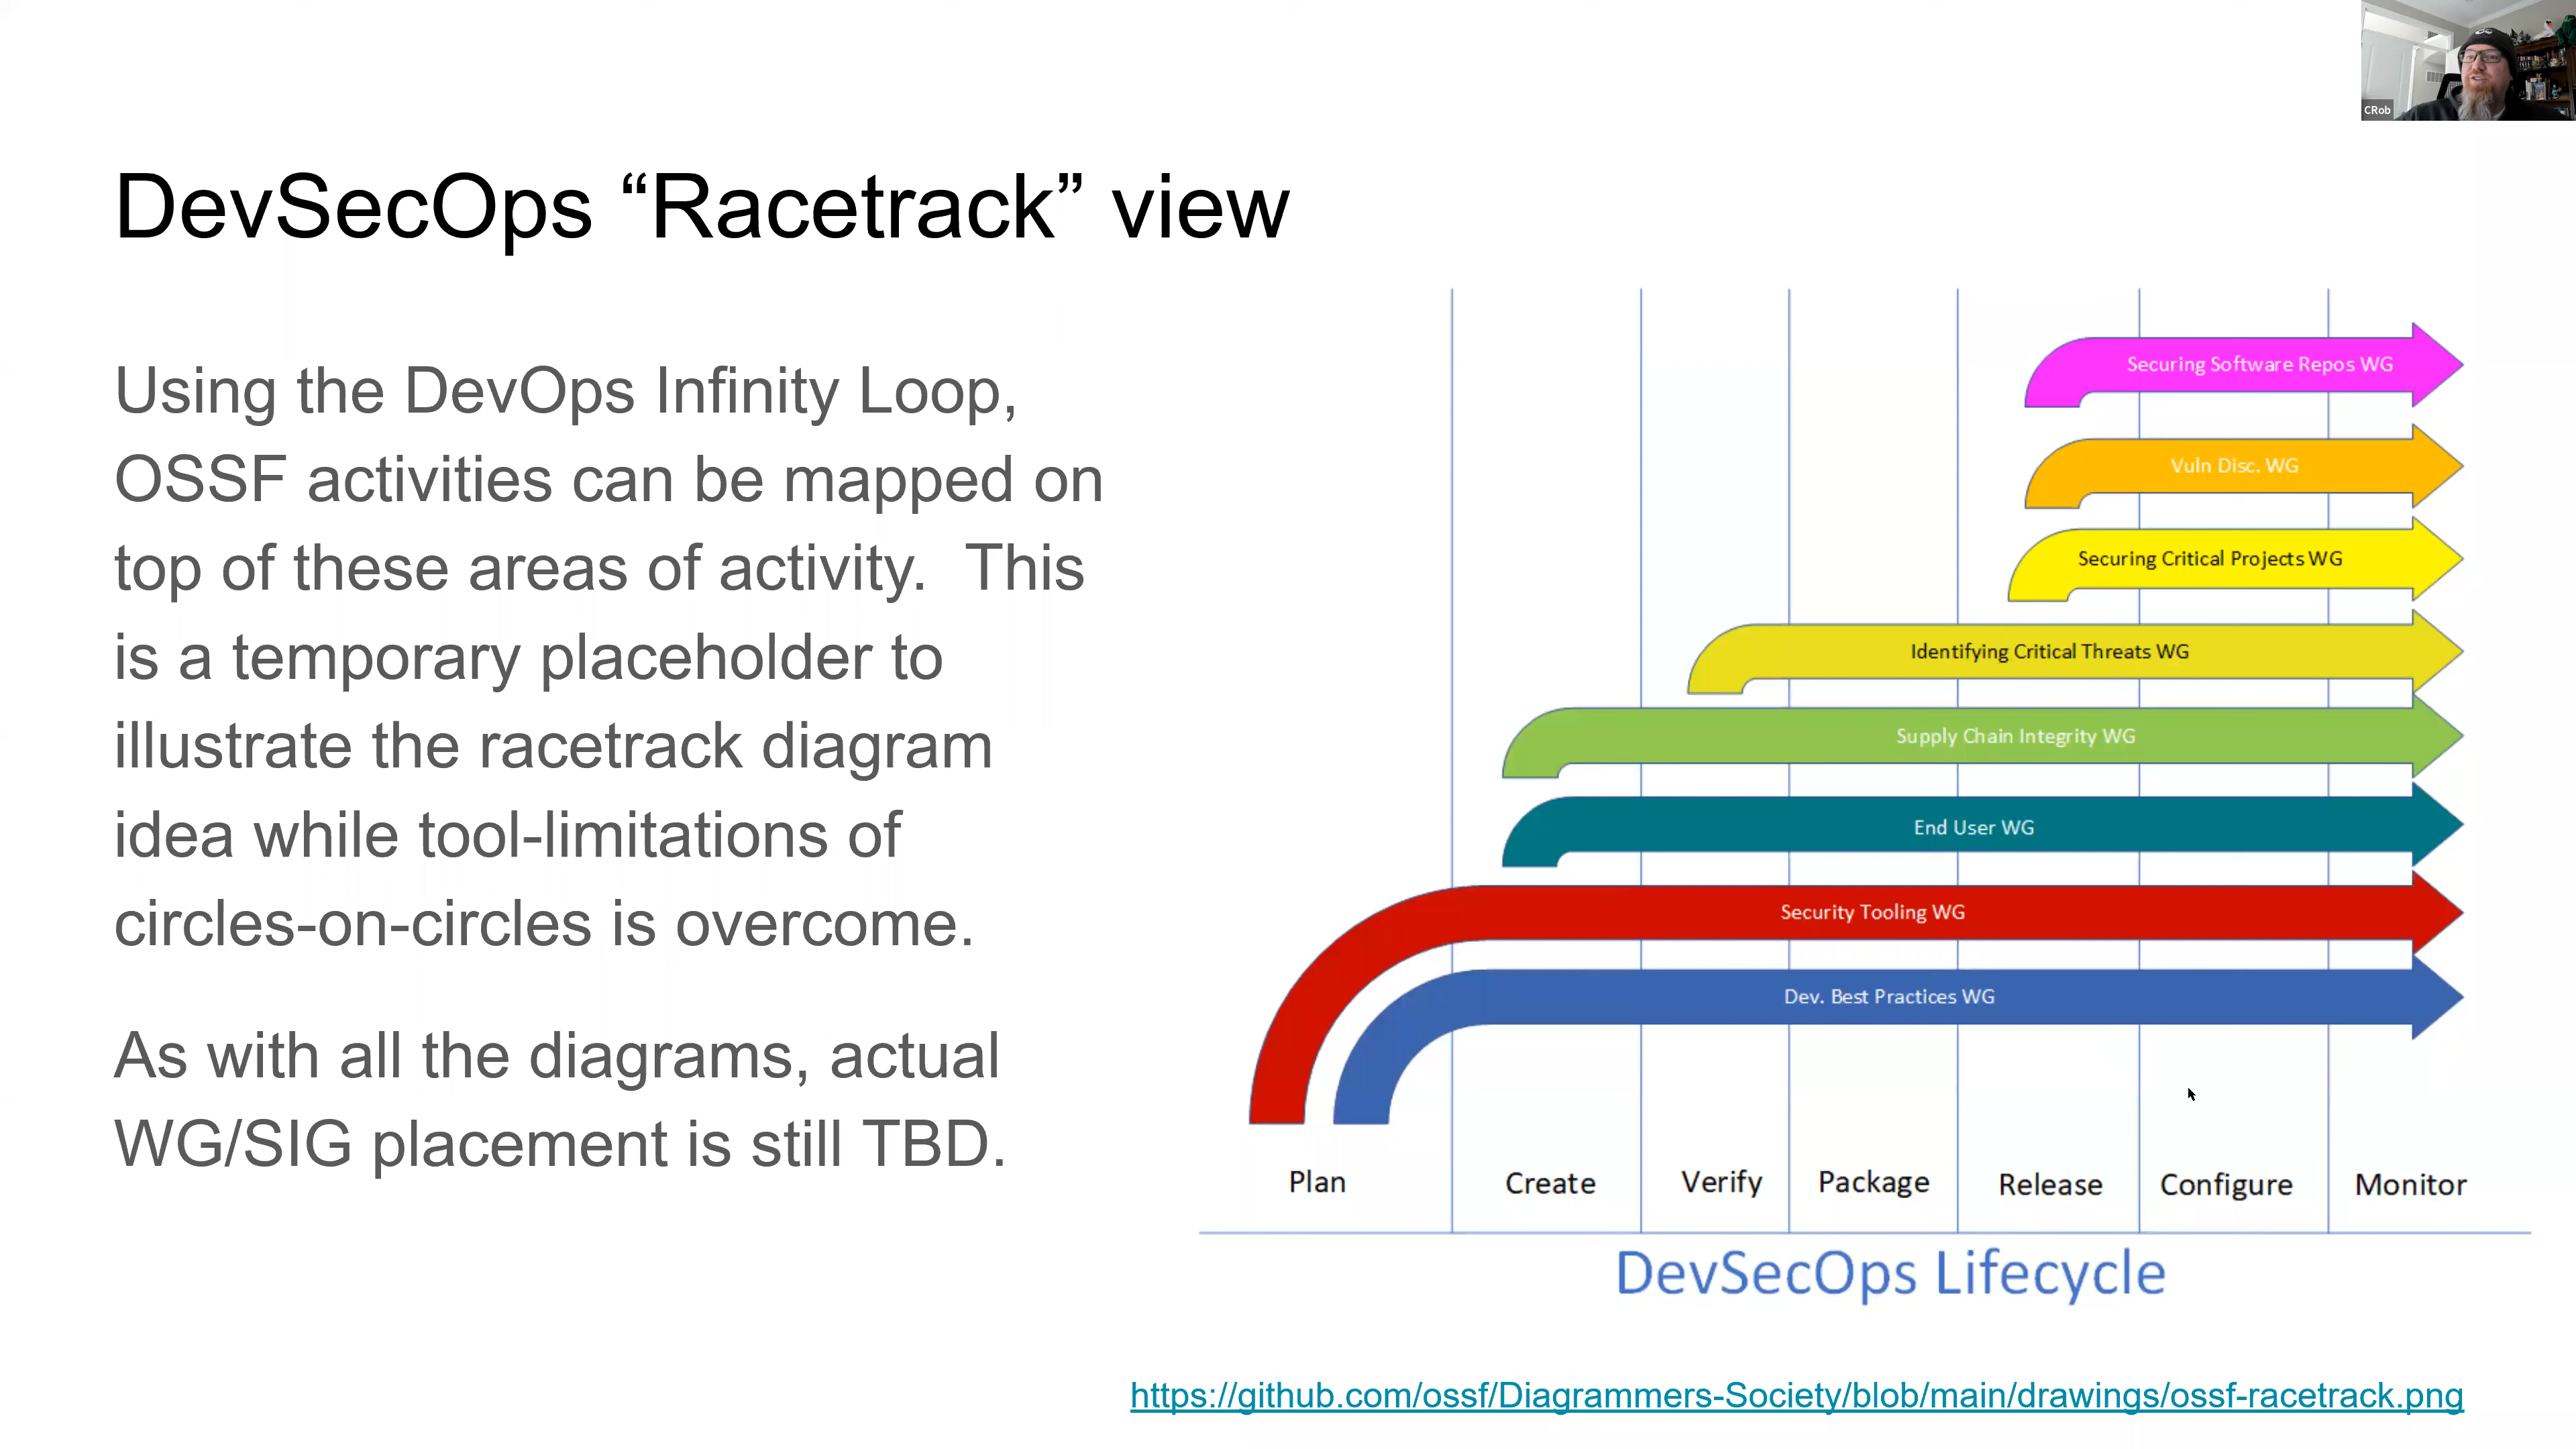 CRob
DevSecOps “Racetrack” view
Using the DevOps Infinity Loop,
OSSF activities can be mapped on
top of these areas of activity.  This
is a temporary placeholder to
illustrate the racetrack diagram
idea while tool-limitations of
circles-on-circles is overcome.
As with all the diagrams, actual
WG/SIG placement is still TBD.
Securing Software Repos WG
Vuln Disc. WG
Securing Critical Projects WG
Identifying Critical Threats WG
Supply Chain Integrity WG
End User WG
Security Tooling WG
Dev. Best Practices WG
Plan Create Verify Package Release Configure Monitor
DevSecOps Lifecycle
https://github.com/ossf/Diagrammers-Society/blob/main/drawings/ossf-racetrack.png